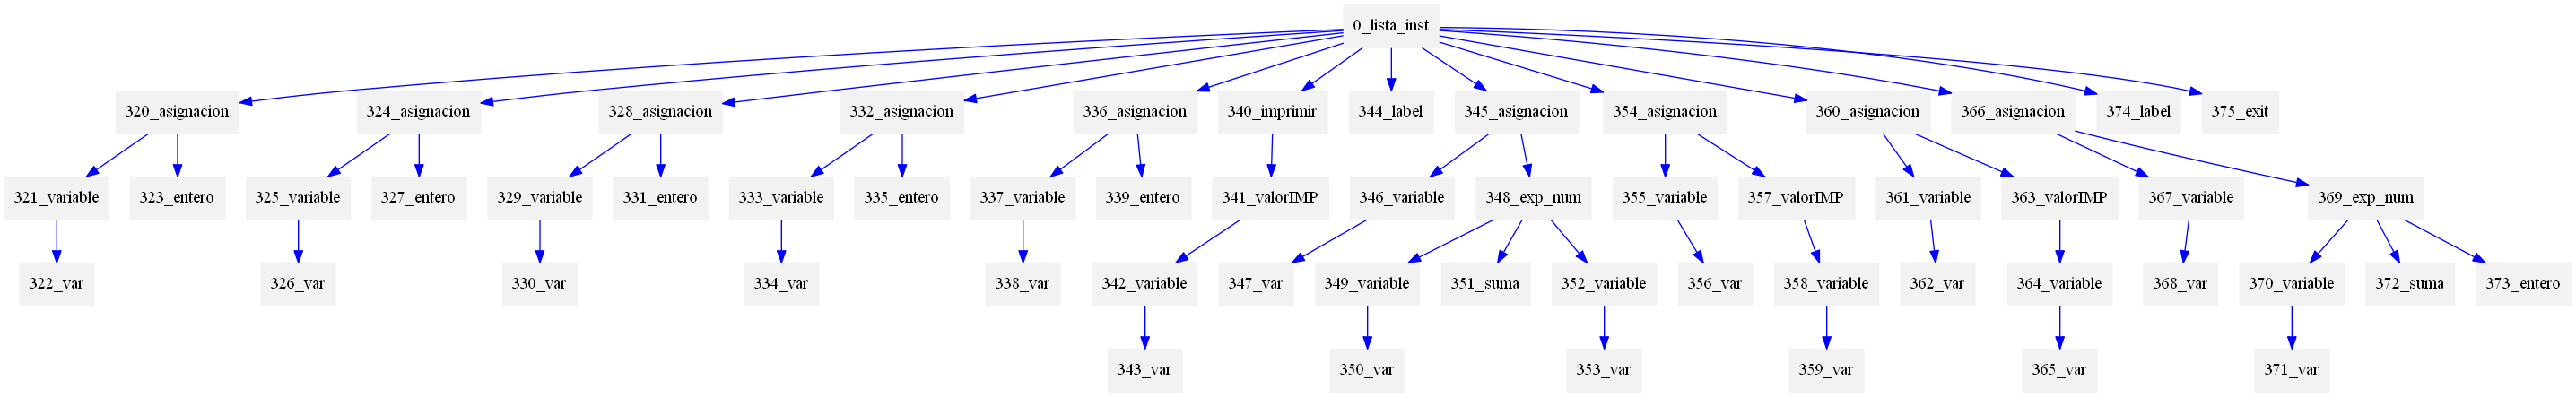 0_lista_inst
320_asignacion
324_asignacion
328_asignacion
332_asignacion
336_asignacion
340_imprimir
344_label
345_asignacion
354_asignacion
360_asignacion
366_asignacion
374_label
375_exit
321_variable
323_entero
325_variable
327_entero
329_variable
331_entero
333_variable
335_entero
337_variable
339_entero
341_valorIMP
346_variable
348_exp_num
355_variable
357_valorIMP
361_variable
363_valorIMP
367_variable
369_exp_num
322_var
326_var
330_var
334_var
338_var
342_variable
347_var
349_variable
351_suma
352_variable
356_var
358_variable
362_var
364_variable
368_var
370_variable
372_suma
373_entero
343_var
350_var
353_var
359_var
365_var
371_var